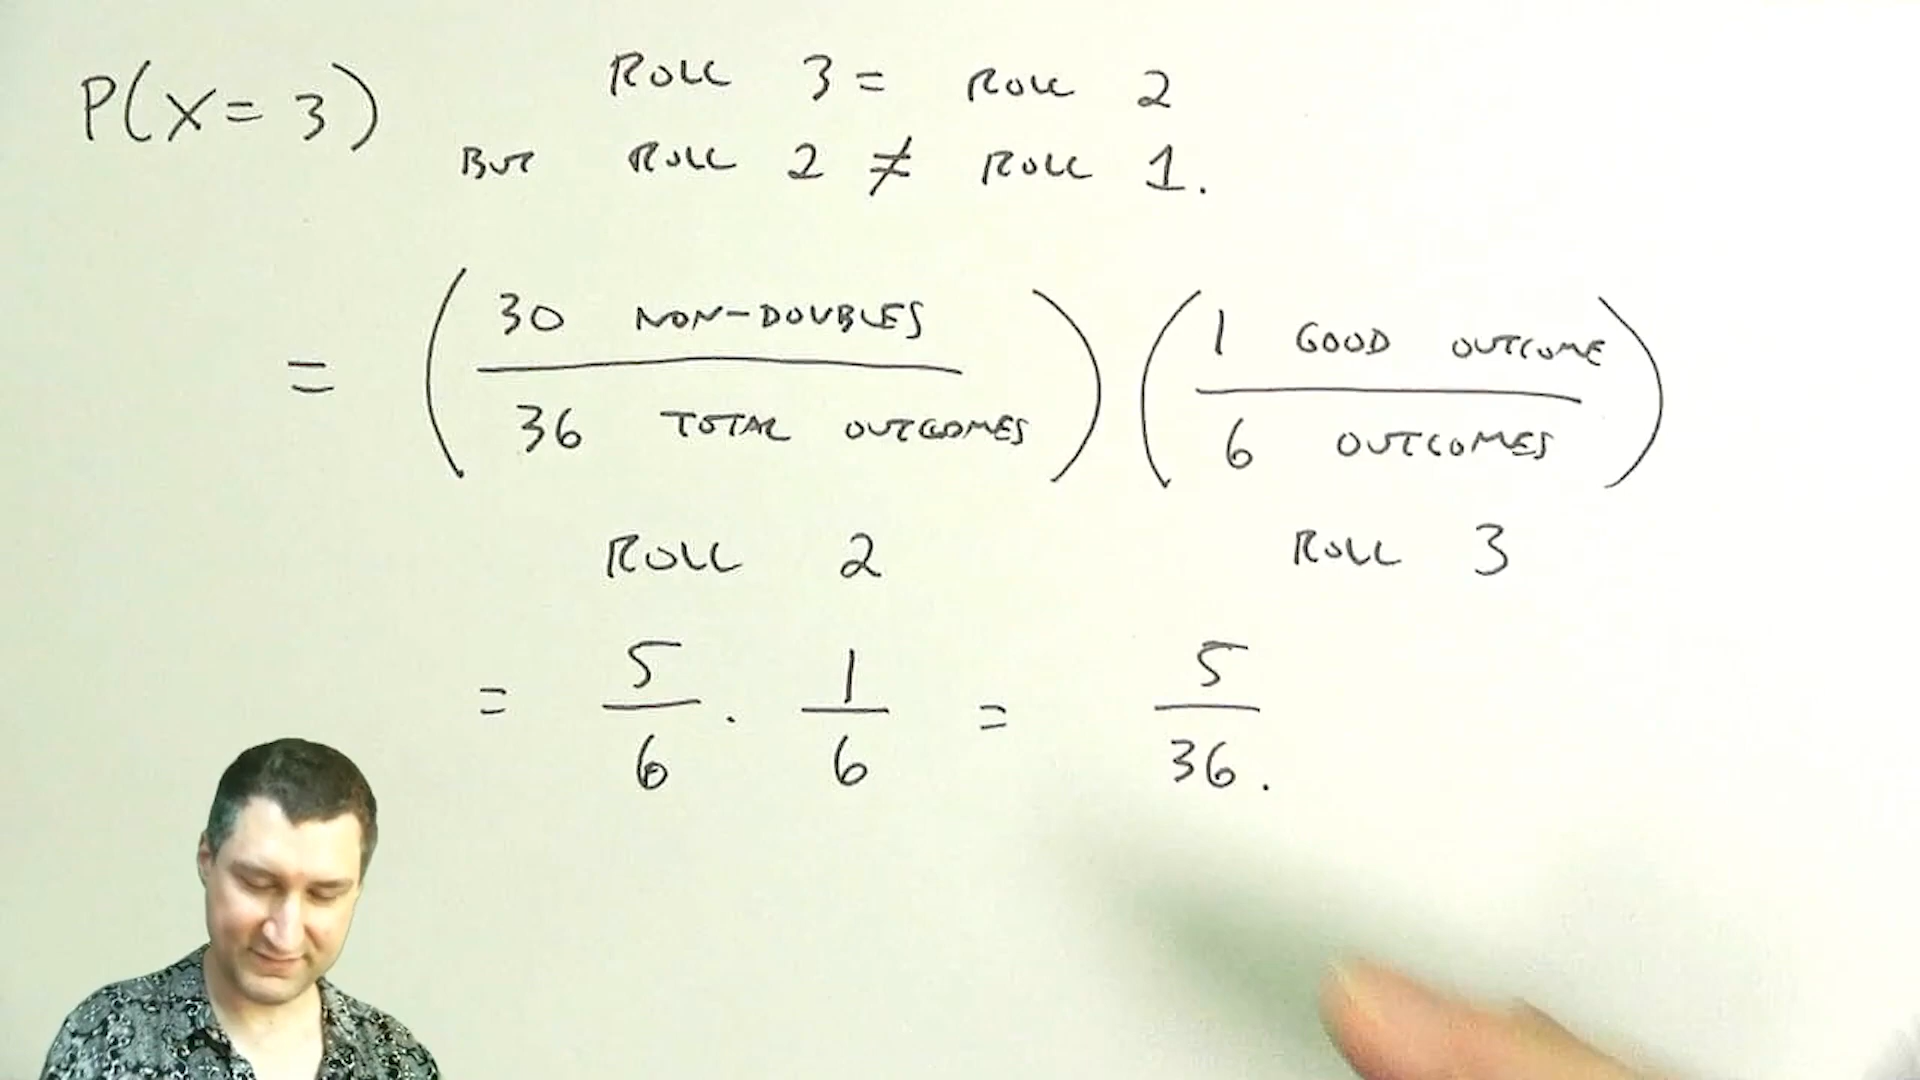 P(X=3) ROLL 3 = ROLL 2
BUT ROLL 2 ≠ ROLL 1.
= (30 NON-DOUBLES / 36 TOTAL OUTCOMES) (1 GOOD OUTCOME / 6 OUTCOMES)
ROLL 2 ROLL 3
= 5/6 · 1/6 = 5/36.